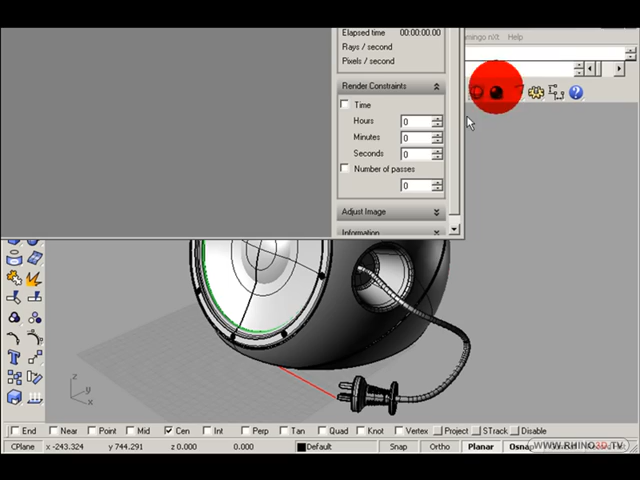 Elapsed time 00:00:00.00
Rays / second
Pixels / second
mingo nXt Help
Render Constraints
Time
Hours 0
Minutes 0
Seconds 0
Number of passes
0
Adjust Image
Information
z
y
x
End Near Point Mid Cen Int Perp Tan Quad Knot Vertex Project STrack Disable
CPlane x -243.324 y 744.291 z 0.000 0.000 Default Snap Ortho Planar Osnap
WWW.RHINO3D.TV